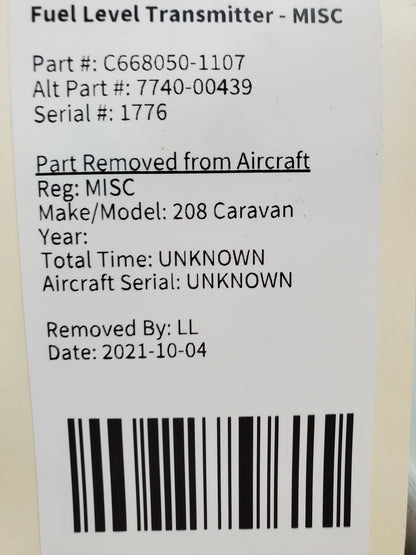 Fuel Level Transmitter - MISC
Part #: C668050-1107
Alt Part #: 7740-00439
Serial #: 1776
Part Removed from Aircraft
Reg: MISC
Make/Model: 208 Caravan
Year:
Total Time: UNKNOWN
Aircraft Serial: UNKNOWN
Removed By: LL
Date: 2021-10-04